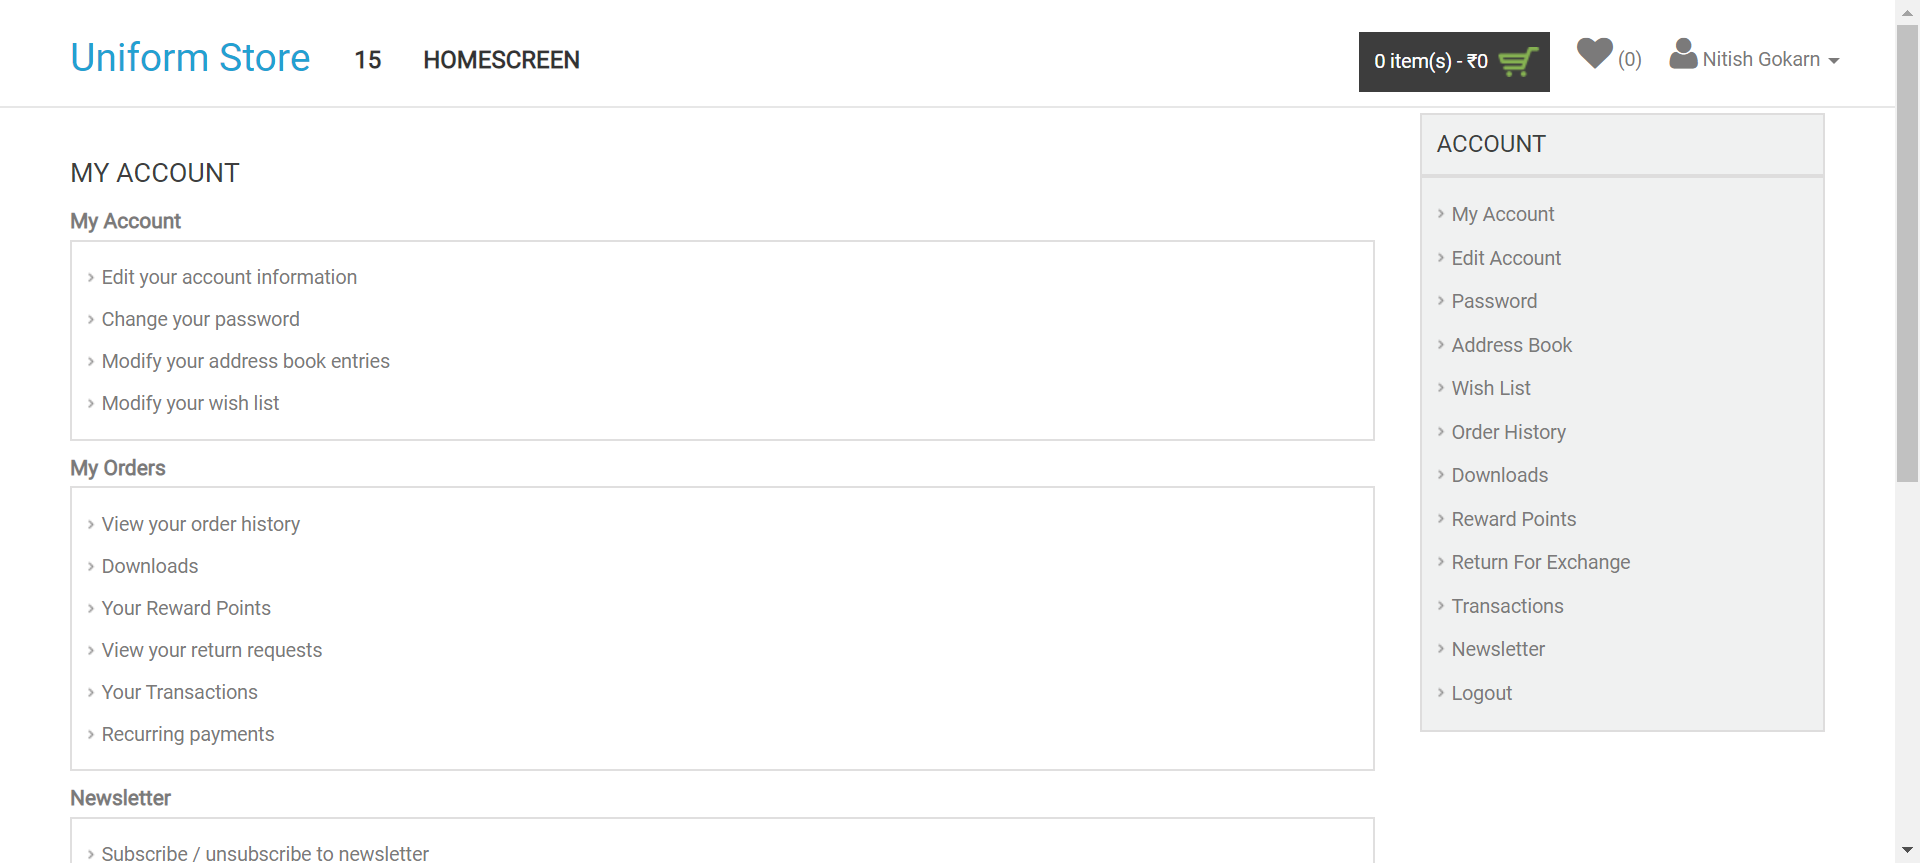 Uniform Store 15 HOMESCREEN 0 item(s) - ₹0 (0) Nitish Gokarn
MY ACCOUNT
My Account
Edit your account information
Change your password
Modify your address book entries
Modify your wish list
My Orders
View your order history
Downloads
Your Reward Points
View your return requests
Your Transactions
Recurring payments
Newsletter
Subscribe / unsubscribe to newsletter
ACCOUNT
My Account
Edit Account
Password
Address Book
Wish List
Order History
Downloads
Reward Points
Return For Exchange
Transactions
Newsletter
Logout